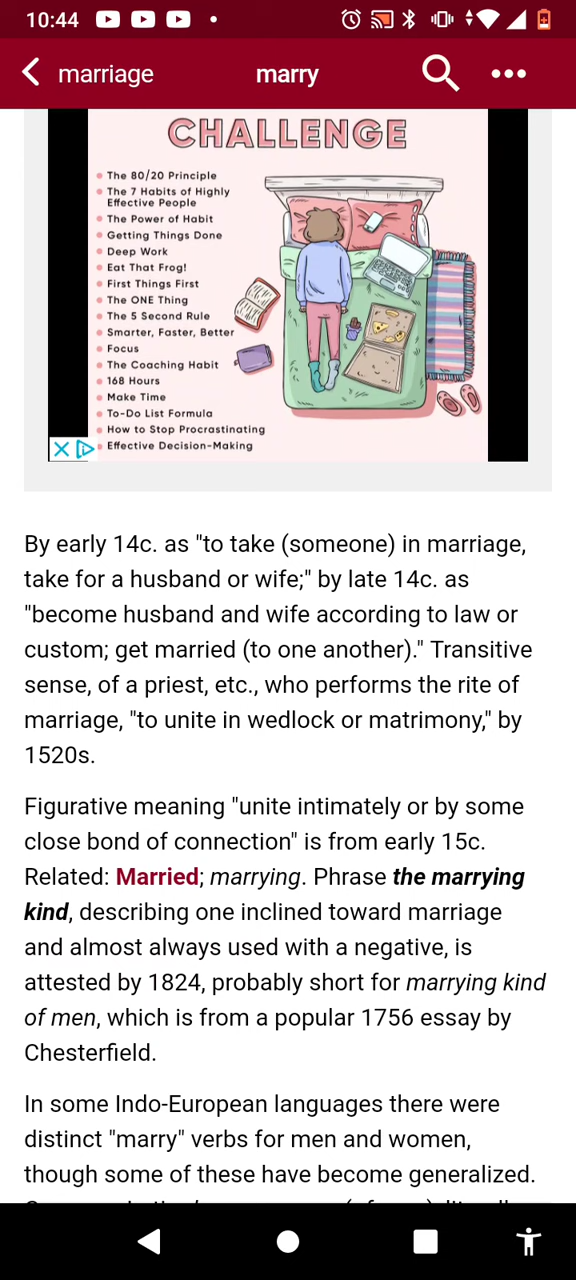 10:44
marriage
marry
CHALLENGE
The 80/20 Principle
The 7 Habits of Highly
Effective People
The Power of Habit
Getting Things Done
Deep Work
Eat That Frog!
First Things First
The ONE Thing
The 5 Second Rule
Smarter, Faster, Better
Focus
The Coaching Habit
168 Hours
Make Time
To-Do List Formula
How to Stop Procrastinating
Effective Decision-Making
By early 14c. as "to take (someone) in marriage,
take for a husband or wife;" by late 14c. as
"become husband and wife according to law or
custom; get married (to one another)." Transitive
sense, of a priest, etc., who performs the rite of
marriage, "to unite in wedlock or matrimony," by
1520s.
Figurative meaning "unite intimately or by some
close bond of connection" is from early 15c.
Related: Married; marrying. Phrase the marrying
kind, describing one inclined toward marriage
and almost always used with a negative, is
attested by 1824, probably short for marrying kind
of men, which is from a popular 1756 essay by
Chesterfield.
In some Indo-European languages there were
distinct "marry" verbs for men and women,
though some of these have become generalized.